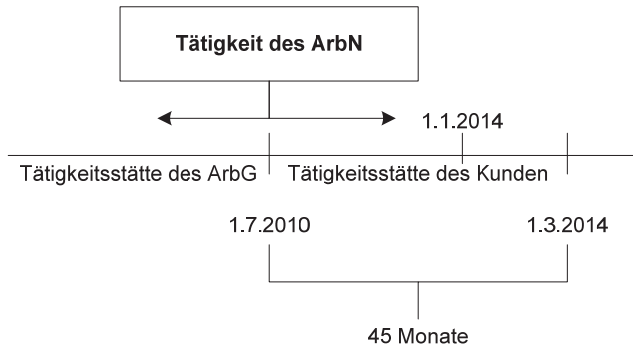 Tätigkeit des ArbN
1.1.2014
Tätigkeitsstätte des ArbG
Tätigkeitsstätte des Kunden
1.7.2010
1.3.2014
45 Monate